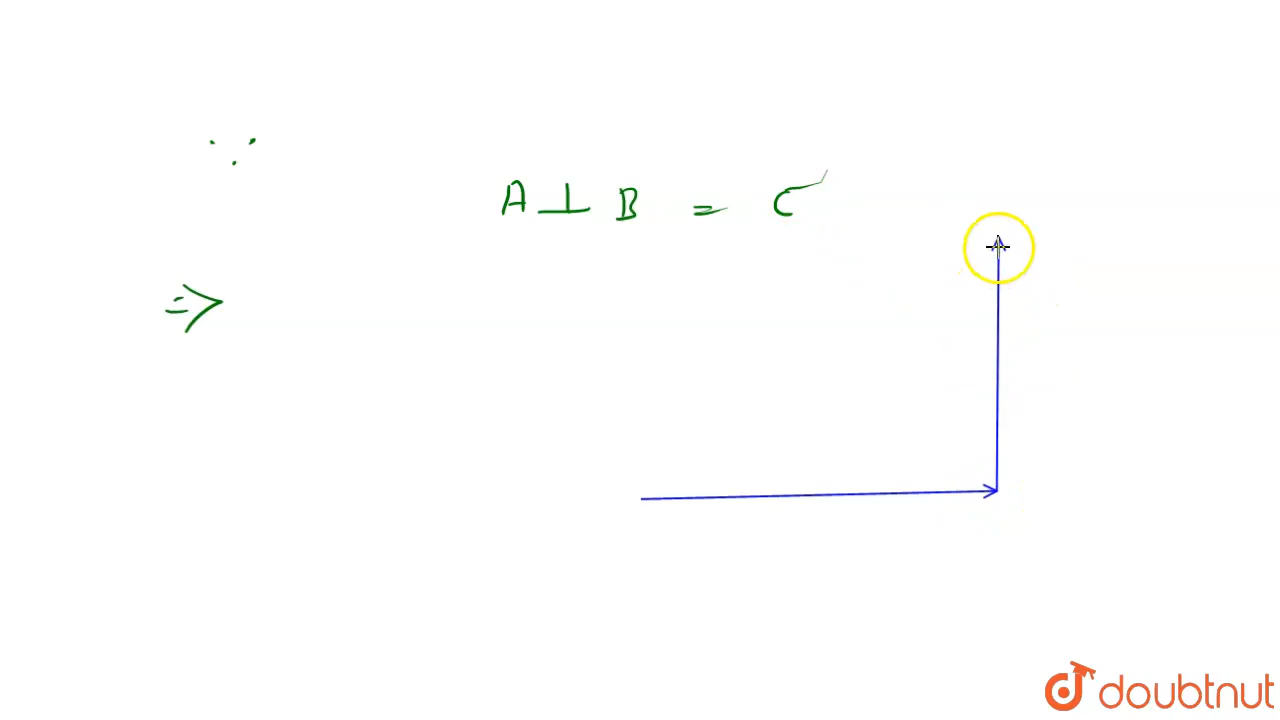 ∵
A ⊥ B = C
⇒
doubtnut